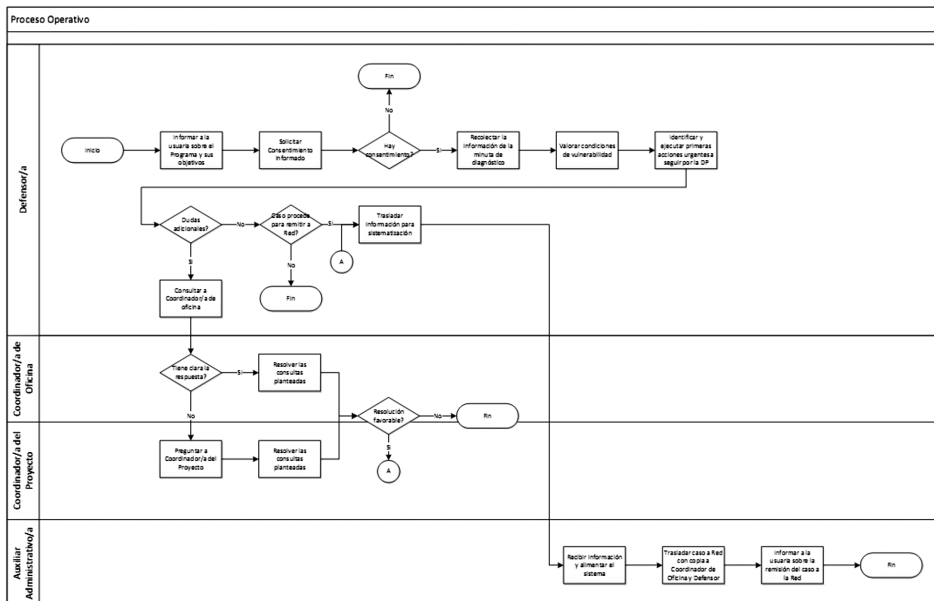 Proceso Operativo
Defensor/a
Fin
No
Inicio
Informar a la
usuaria sobre el
Programa y sus
objetivos
Solicitar
Consentimiento
Informado
Hay
consentimiento?
Si
Recolectar la
información de la
minuta de
diagnóstico
Valorar condiciones
de vulnerabilidad
Identificar y
ejecutar primeras
acciones urgentes a
seguir por la DP
Dudas
adicionales?
No
Caso procede
para remitir a
Red?
Si
Trasladar
información para
sistematización
A
Si
No
Fin
Consultar a
Coordinador/a de
oficina
Coordinador/a de
Oficina
Tiene clara la
respuesta?
Si
Resolver las
consultas
planteadas
No
Resolución
favorable?
No
Fin
Coordinador/a del
Proyecto
Preguntar a
Coordinador/a del
Proyecto
Resolver las
consultas
planteadas
Si
A
Auxiliar
Administrativo/a
Recibir información
y alimentar el
sistema
Trasladar caso a Red
con copia a
Coordinador de
Oficina y Defensor
Informar a la
usuaria sobre la
remisión del caso a
la Red
Fin